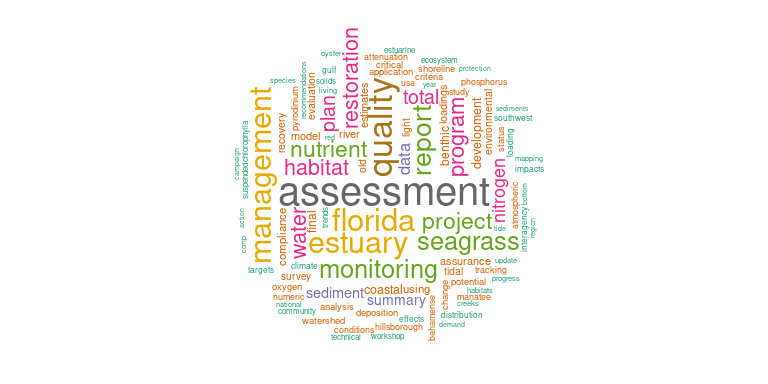 oyster
restoration
estuarine
attenuation
ecosystem
critical
gulf
shoreline
protection
application
species
recommendations
solids
evaluation
living
usa
criteria
year
phosphorus
management
pyrodinium
plan
estimates
quality
total
study
loadings
program
development
environmental
sediments
southwest
recovery
model
red
river
light
report
benthic
status
loading
campaign
suspended
chlorophylla
nutrient
data
mapping
habitat
old
nitrogen
impacts
assessment
action
comp
compliance
water
final
trends
florida
project
atmospheric
bottom
tide
interagency
region
estuary
seagrass
targets
climate
monitoring
assurance
update
survey
tidal
tracking
oxygen
potential
progress
numeric
sediment
coastal
using
change
habitats
national
summary
bahamense
manatee
community
analysis
creeks
watershed
deposition
effects
distribution
conditions
hillsborough
demand
technical
workshop